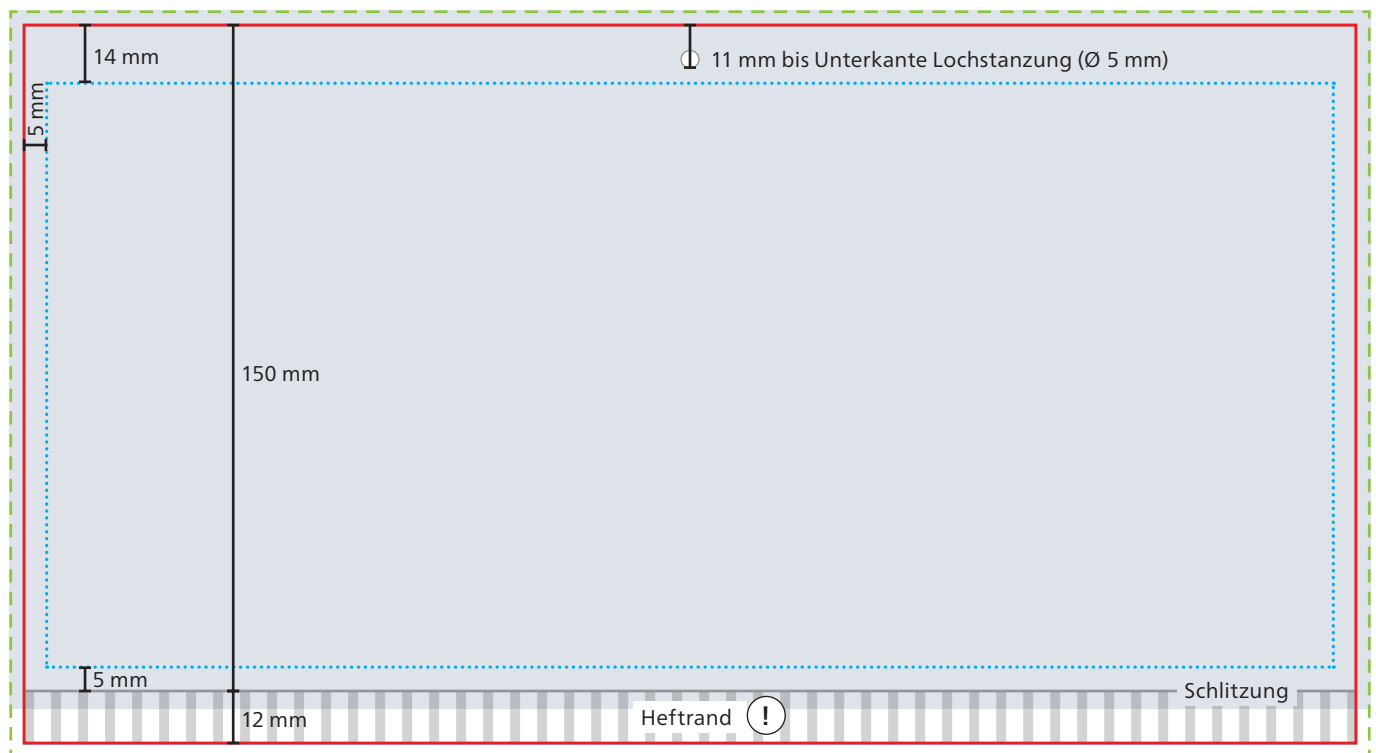 14 mm
11 mm bis Unterkante Lochstanzung (Ø 5 mm)
5 mm
150 mm
5 mm
Schlitzung
12 mm
Heftrand !